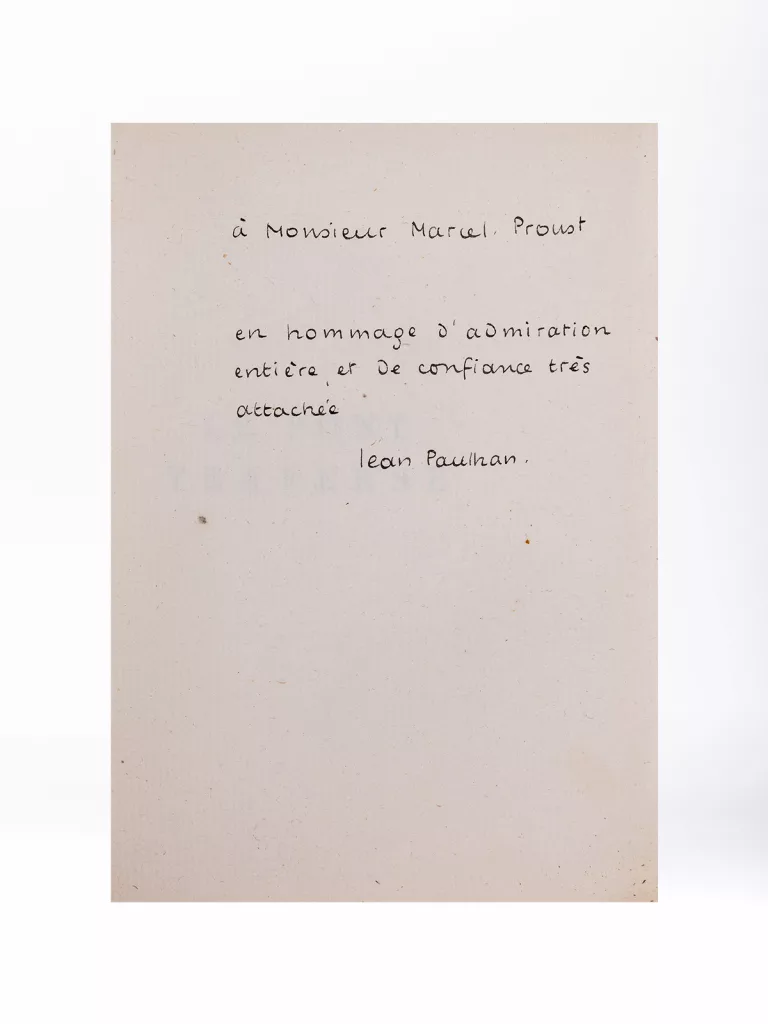 à Monsieur Marcel Proust
en hommage d'admiration
entière et de confiance très
attachée
Jean Paulhan.